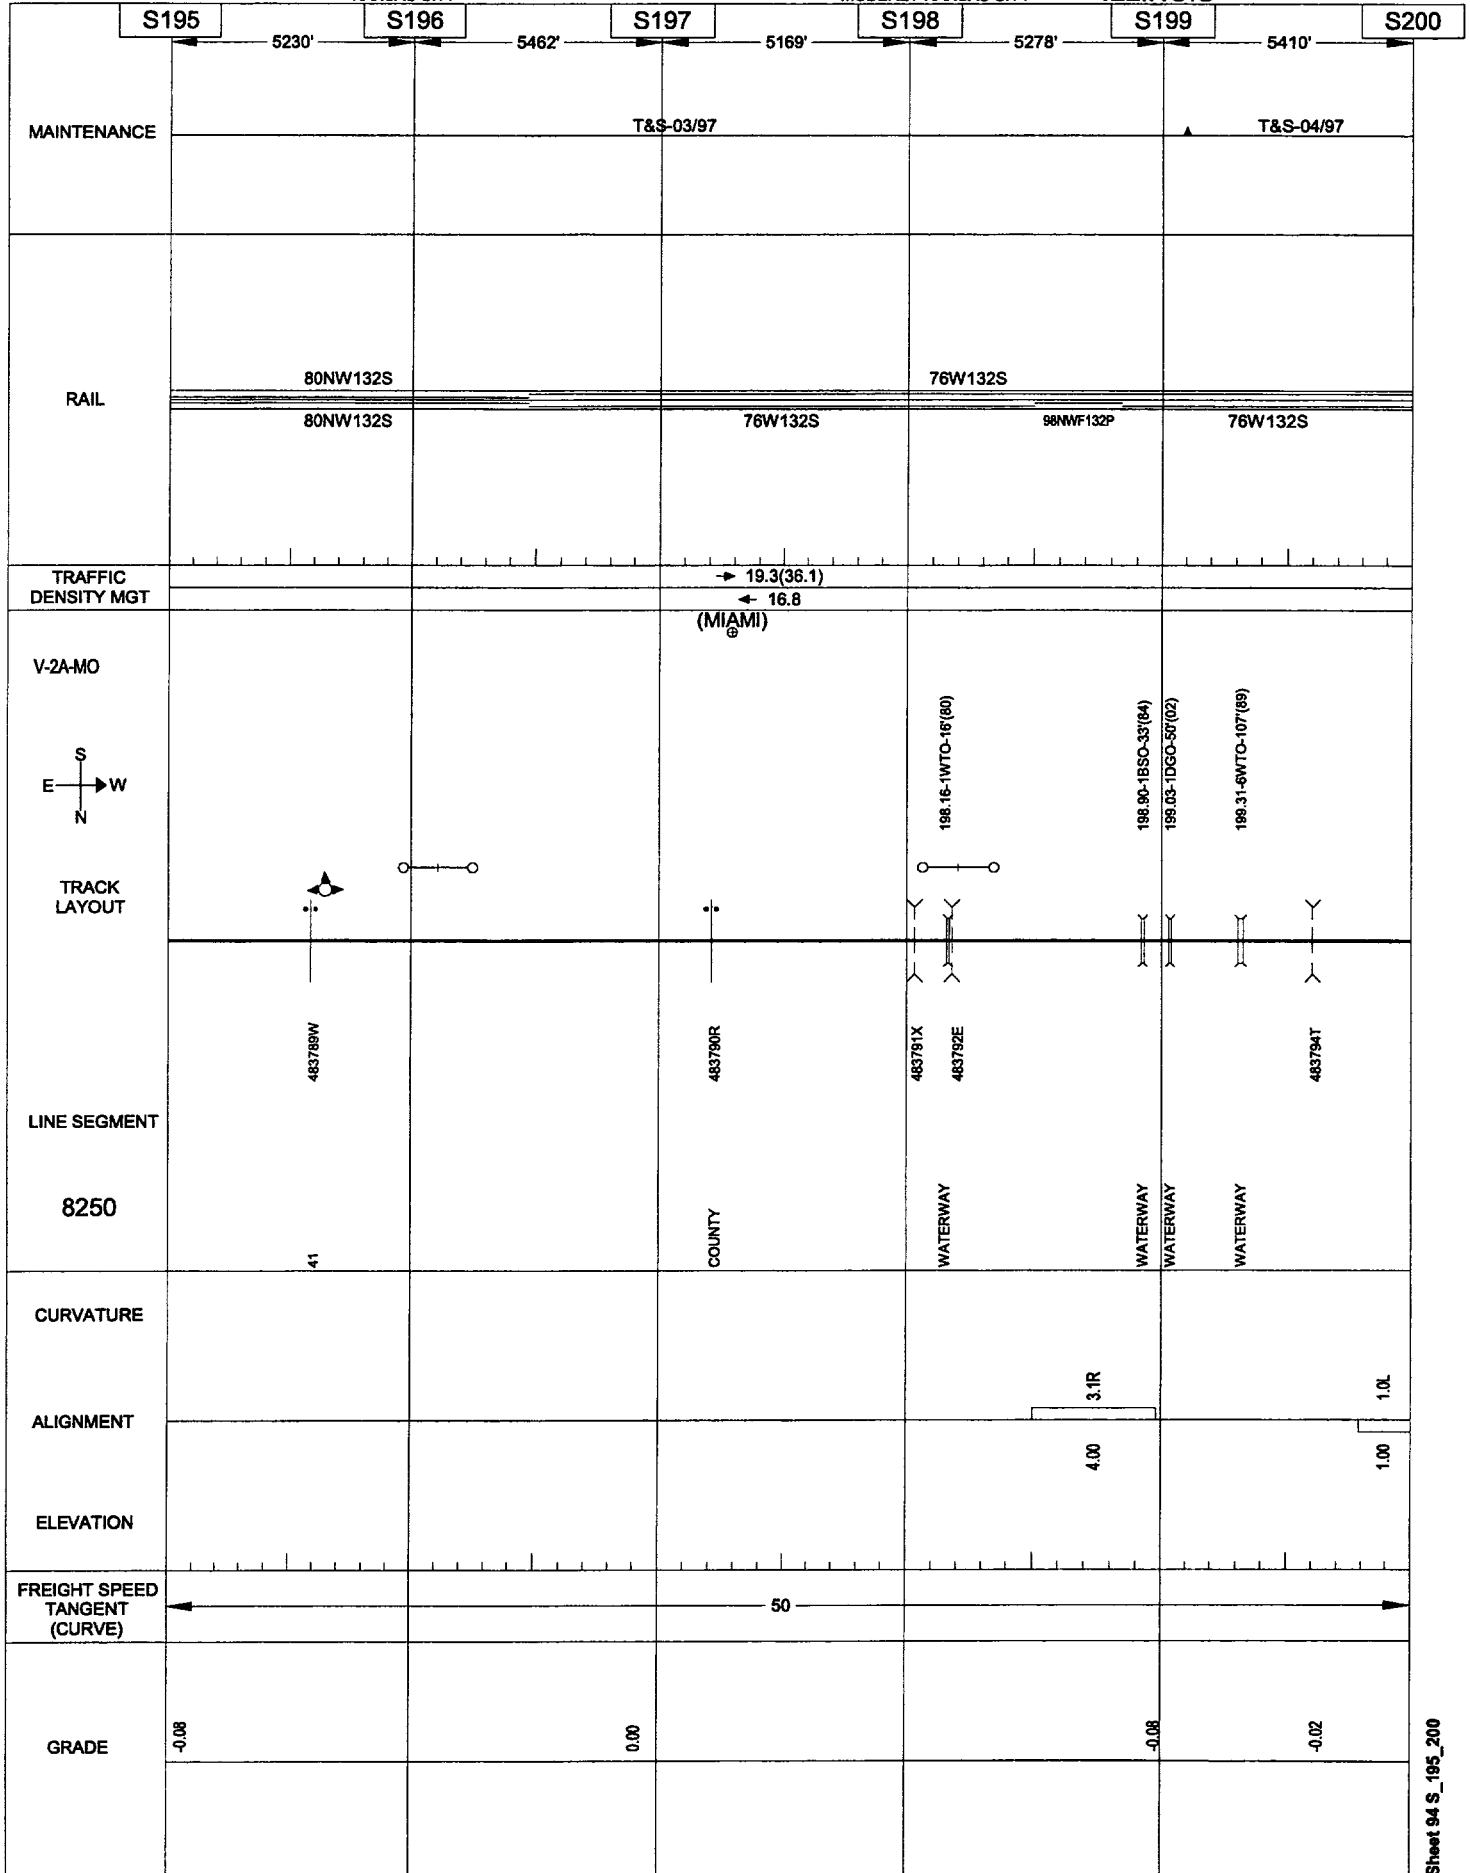 S195 S196 S197 S198 S199 S200
5230' 5462' 5169' 5278' 5410'
MAINTENANCE
T&S-03/97 T&S-04/97
80NW132S 76W132S
RAIL
80NW132S 76W132S 98NWF132P 76W132S
TRAFFIC
DENSITY MGT
19.3(36.1)
16.8
(MIAMI)
V-2A-MO
198.16-1WTO-16'(80)
198.90-1BSO-33'(84)
199.03-1DGO-50'(02)
199.31-6WTO-107'(89)
S
E W
N
TRACK
LAYOUT
483789W
483790R
483791X
483792E
483794T
LINE SEGMENT
8250
41
COUNTY
WATERWAY
WATERWAY
WATERWAY
WATERWAY
CURVATURE
3.1R
1.0L
ALIGNMENT
4.00
1.00
ELEVATION
FREIGHT SPEED
TANGENT
(CURVE)
50
GRADE
-0.08
0.00
-0.08
-0.02
Sheet 94 S_195_200